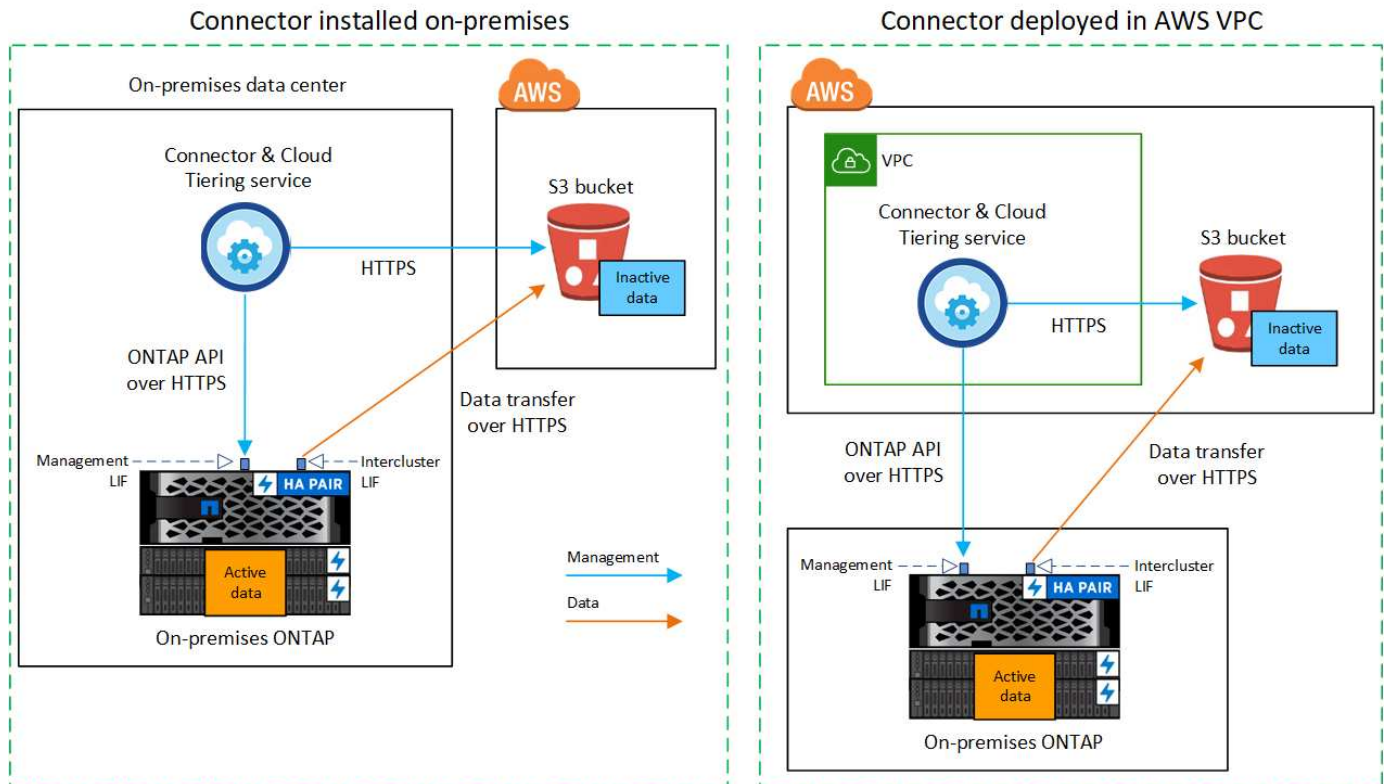 Connector installed on-premises
On-premises data center
AWS
Connector & Cloud
Tiering service
S3 bucket
HTTPS
Inactive
data
ONTAP API
over HTTPS
Data transfer
over HTTPS
Management
LIF
Intercluster
LIF
HA PAIR
Active
data
On-premises ONTAP
Management
Data
Connector deployed in AWS VPC
AWS
VPC
Connector & Cloud
Tiering service
S3 bucket
HTTPS
Inactive
data
ONTAP API
over HTTPS
Data transfer
over HTTPS
Management
LIF
Intercluster
LIF
HA PAIR
Active
data
On-premises ONTAP